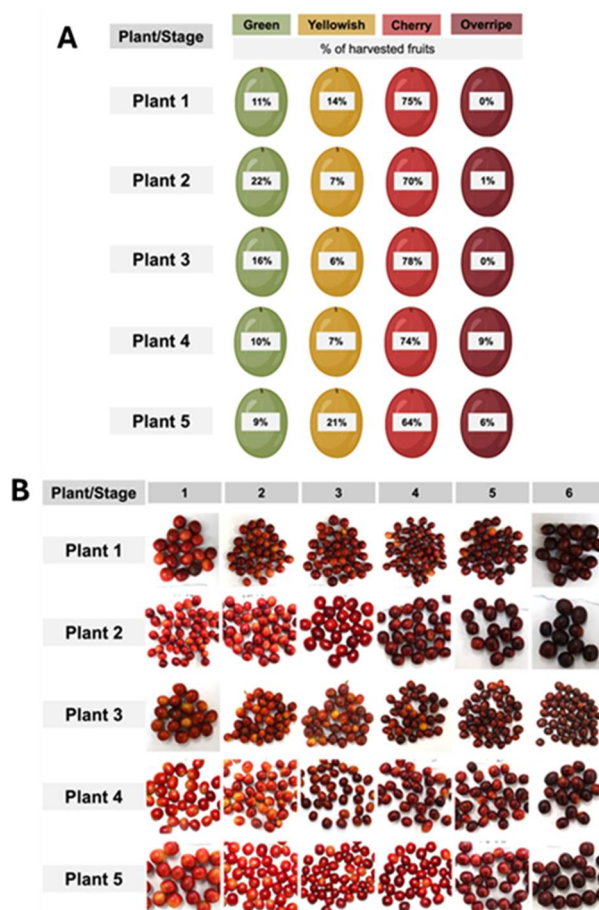 A
Plant/Stage
Green Yellowish Cherry Overripe
% of harvested fruits
Plant 1 11% 14% 75% 0%
Plant 2 22% 7% 70% 1%
Plant 3 16% 6% 78% 0%
Plant 4 10% 7% 74% 9%
Plant 5 9% 21% 64% 6%
B
Plant/Stage 1 2 3 4 5 6
Plant 1
Plant 2
Plant 3
Plant 4
Plant 5